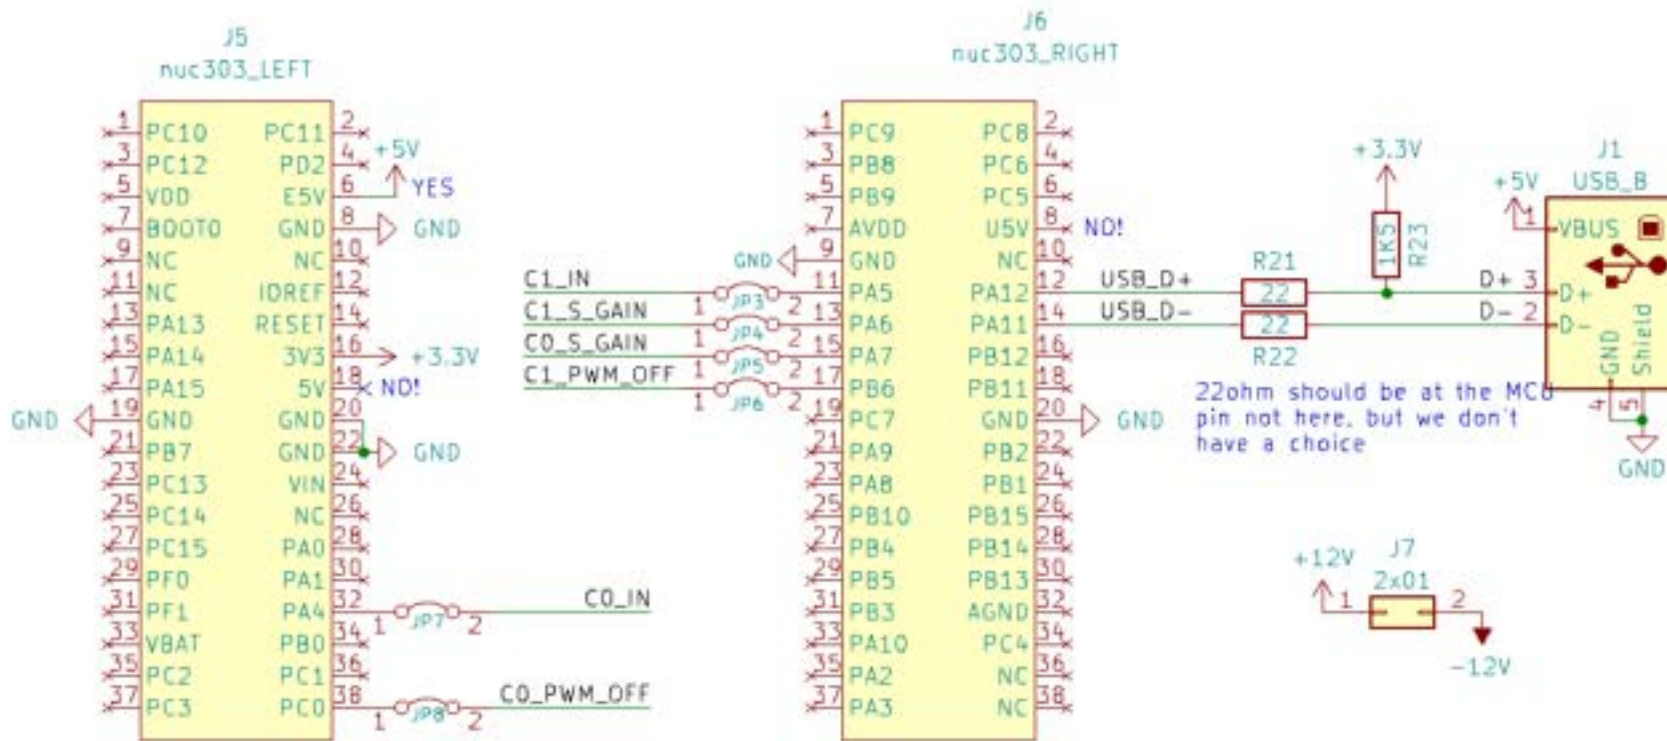 J5
nuc303_LEFT
1 PC10 PC11 2
3 PC12 PD2 4 +5V
5 VDD E5V 6 YES
7 BOOT0 GND 8 GND
9 NC NC 10
11 NC IOREF 12
13 PA13 RESET 14
15 PA14 3V3 16 +3.3V
17 PA15 5V 18 NO!
GND 19 GND GND 20
21 PB7 GND 22 GND
23 PC13 VIN 24
25 PC14 NC 26
27 PC15 PA0 28
29 PF0 PA1 30
31 PF1 PA4 32 1 JP7 2 C0_IN
33 VBAT PB0 34
35 PC2 PC1 36
37 PC3 PC0 38 1 JP8 2 C0_PWM_OFF
J6
nuc303_RIGHT
1 PC9 PC8 2
3 PB8 PC6 4
5 PB9 PC5 6
7 AVDD U5V 8 NO!
GND 9 GND NC 10
C1_IN 1 JP3 2 11 PA5 PA12 12 USB_D+
C1_S_GAIN 1 JP4 2 13 PA6 PA11 14 USB_D-
C0_S_GAIN 1 JP5 2 15 PA7 PB12 16
C1_PWM_OFF 1 JP6 2 17 PB6 PB11 18
19 PC7 GND 20 GND
21 PA9 PB2 22
23 PA8 PB1 24
25 PB10 PB15 26
27 PB4 PB14 28
29 PB5 PB13 30
31 PB3 AGND 32
33 PA10 PC4 34
35 PA2 NC 36
37 PA3 NC 38
R21
22
22
R22
+3.3V
1K5
R23
J1
USB_B
+5V 1 VBUS
D+ 3 D+
D- 2 D-
GND
Shield
4
5
GND
22ohm should be at the MCU
pin not here, but we don't
have a choice
J7
+12V 2x01
1 2
-12V